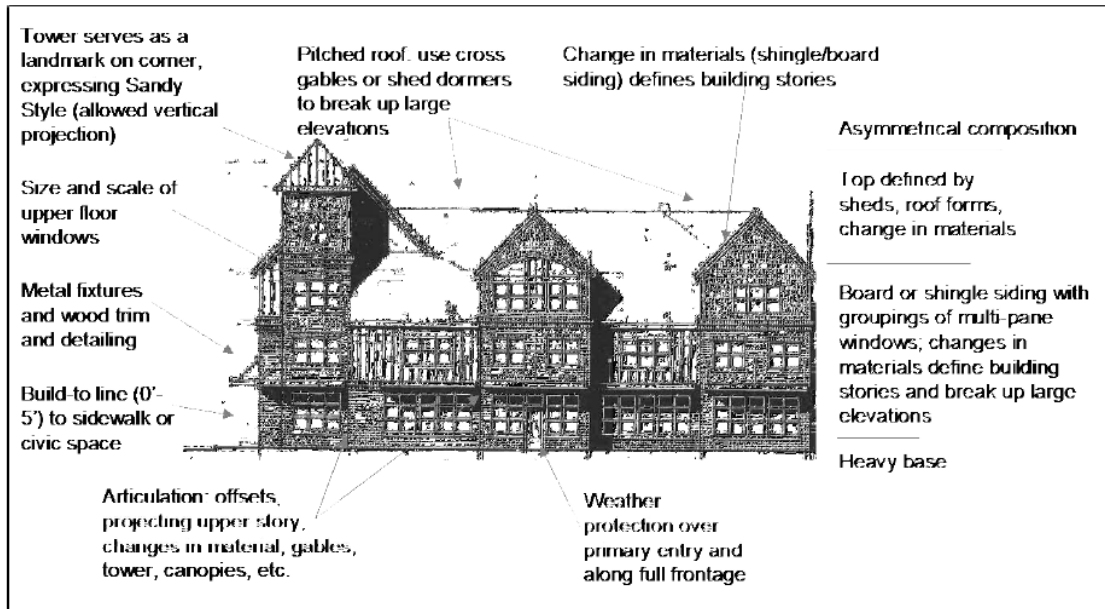 Tower serves as a
landmark on corner,
expressing Sandy
Style (allowed vertical
projection)
Size and scale of
upper floor
windows
Metal fixtures
and wood trim
and detailing
Build-to line (0'-
5') to sidewalk or
civic space
Pitched roof: use cross
gables or shed dormers
to break up large
elevations
Change in materials (shingle/board
siding) defines building stories
Asymmetrical composition
Top defined by
sheds, roof forms,
change in materials
Board or shingle siding with
groupings of multi-pane
windows; changes in
materials define building
stories and break up large
elevations
Heavy base
Articulation: offsets,
projecting upper story,
changes in material, gables,
tower, canopies, etc.
Weather
protection over
primary entry and
along full frontage